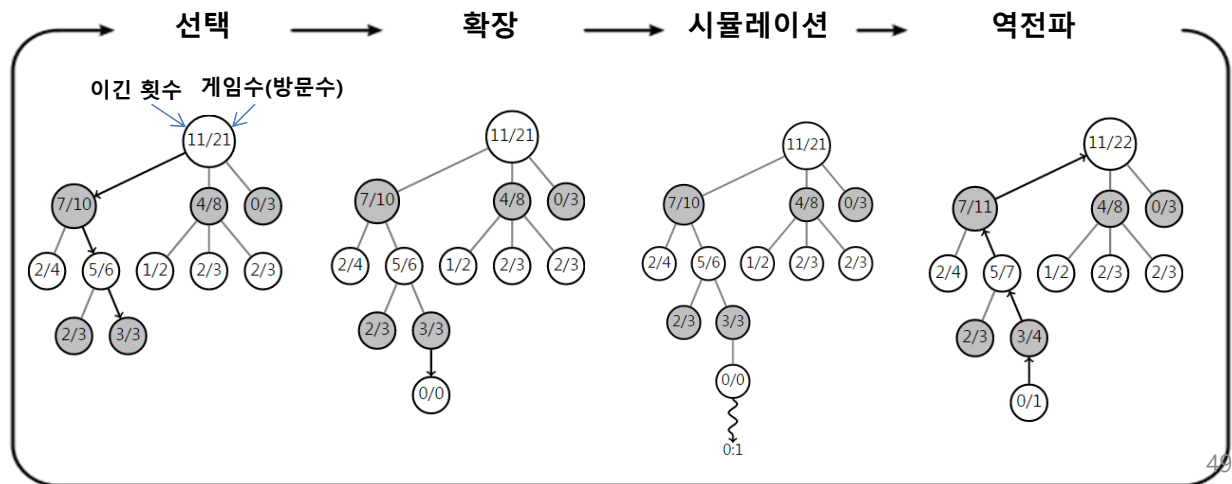 선택 확장 시뮬레이션 역전파
이긴 횟수 게임수(방문수)
11/21 11/21 11/21 11/22
7/10 4/8 0/3 7/10 4/8 0/3 7/10 4/8 0/3 7/11 4/8 0/3
2/4 5/6 1/2 2/3 2/3 2/4 5/6 1/2 2/3 2/3 2/4 5/6 1/2 2/3 2/3 2/4 5/7 1/2 2/3 2/3
2/3 3/3 2/3 3/3 2/3 3/3 2/3 3/4
0/0 0/0 0/1
0:1
49